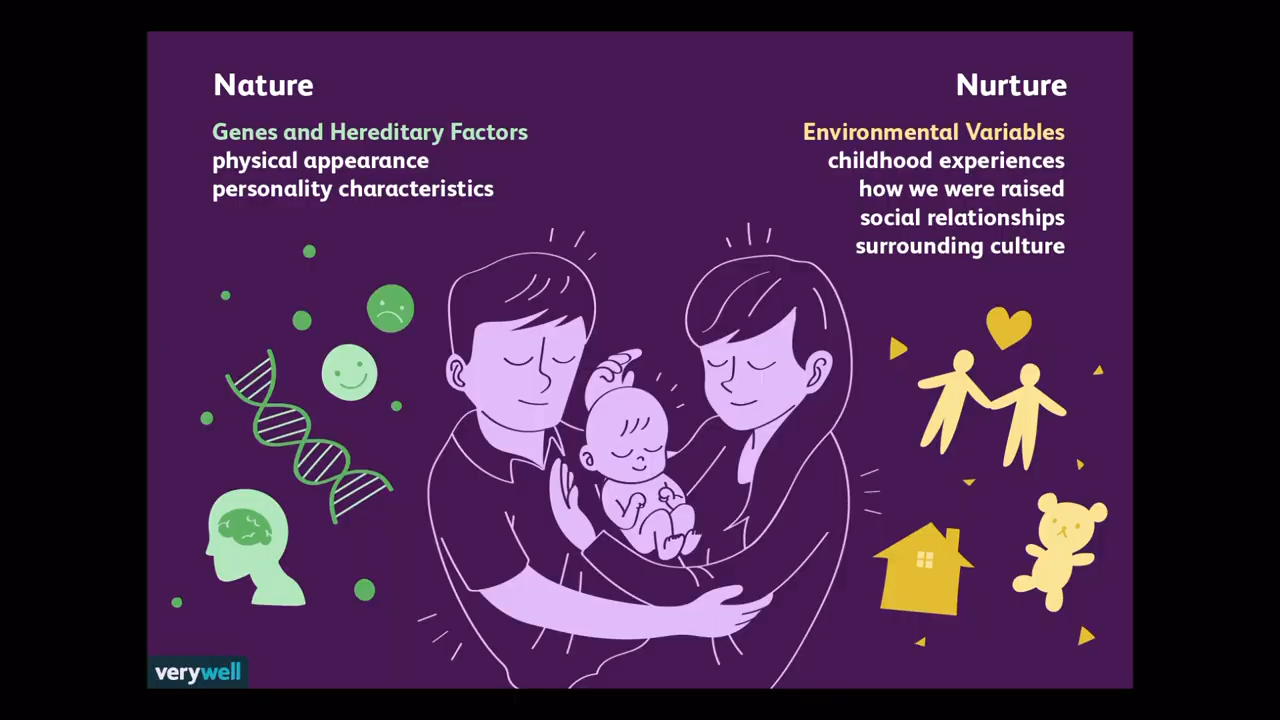 Nature
Genes and Hereditary Factors
physical appearance
personality characteristics
Nurture
Environmental Variables
childhood experiences
how we were raised
social relationships
surrounding culture
verywell